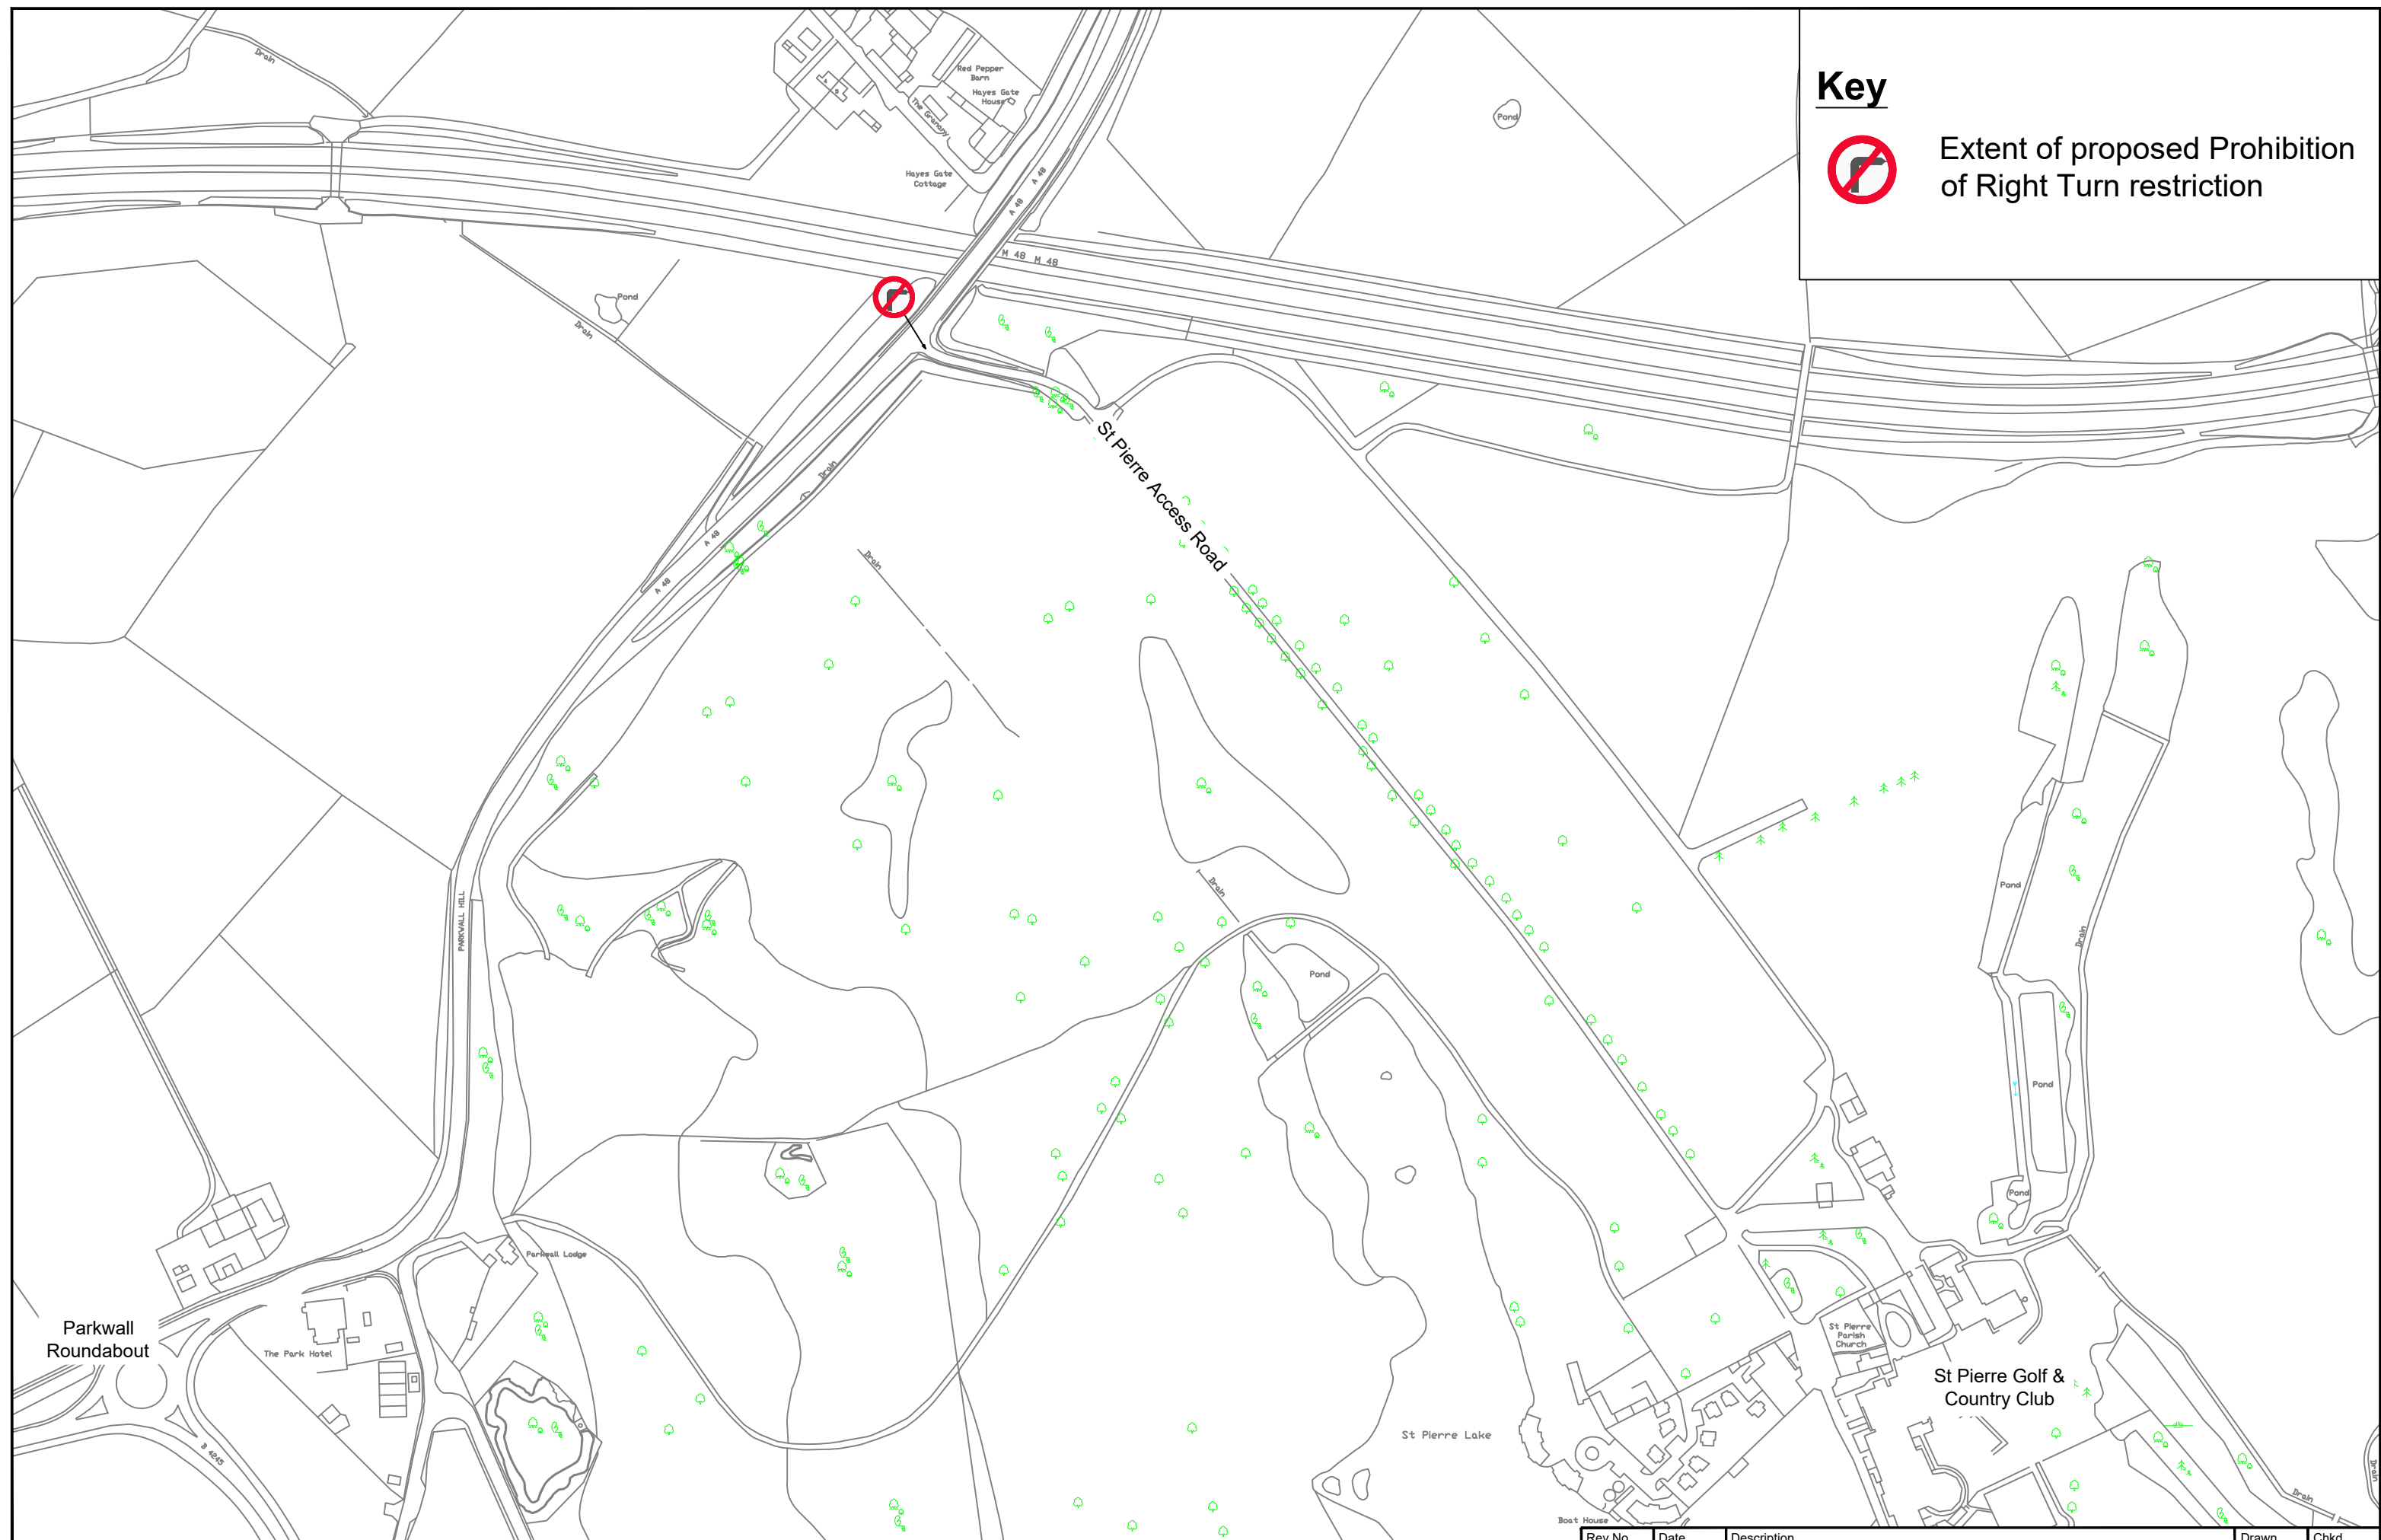 Key
Extent of proposed Prohibition
of Right Turn restriction
Drain
Red Pepper
Barn
Hayes Gate
House
The Granary
Hayes Gate
Cottage
A 48
A 48
Pond
M 48 M 48
Pond
Drain
St Pierre Access Road
Drain
A 48
A 48
Drain
PARKWALL HILL
Drain
Pond
Pond
Drain
Pond
Pond
Parkwall Lodge
Parkwall
Roundabout
The Park Hotel
B 4245
St Pierre
Parish
Church
St Pierre Golf &
Country Club
St Pierre Lake
Boat House
Drain
Drain
Rev No
Date
Description
Drawn
Chkd